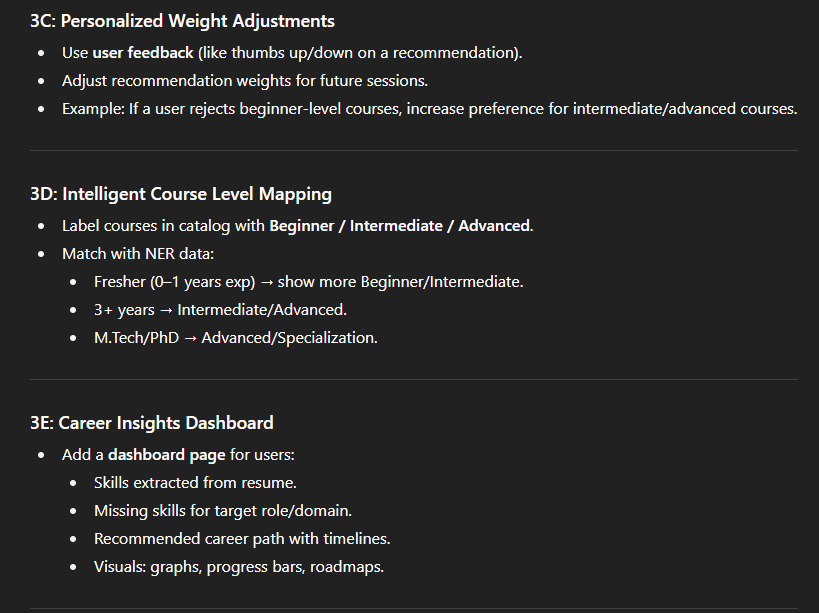 3C: Personalized Weight Adjustments
• Use user feedback (like thumbs up/down on a recommendation).
• Adjust recommendation weights for future sessions.
• Example: If a user rejects beginner-level courses, increase preference for intermediate/advanced courses.
3D: Intelligent Course Level Mapping
• Label courses in catalog with Beginner / Intermediate / Advanced.
• Match with NER data:
• Fresher (0–1 years exp) → show more Beginner/Intermediate.
• 3+ years → Intermediate/Advanced.
• M.Tech/PhD → Advanced/Specialization.
3E: Career Insights Dashboard
• Add a dashboard page for users:
• Skills extracted from resume.
• Missing skills for target role/domain.
• Recommended career path with timelines.
• Visuals: graphs, progress bars, roadmaps.